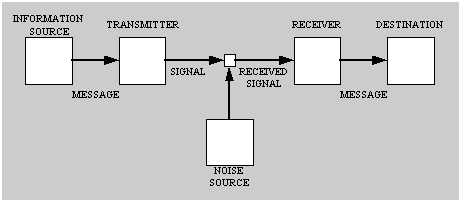 INFORMATION
SOURCE
TRANSMITTER
RECEIVER
DESTINATION
SIGNAL
RECEIVED
SIGNAL
MESSAGE
MESSAGE
NOISE
SOURCE